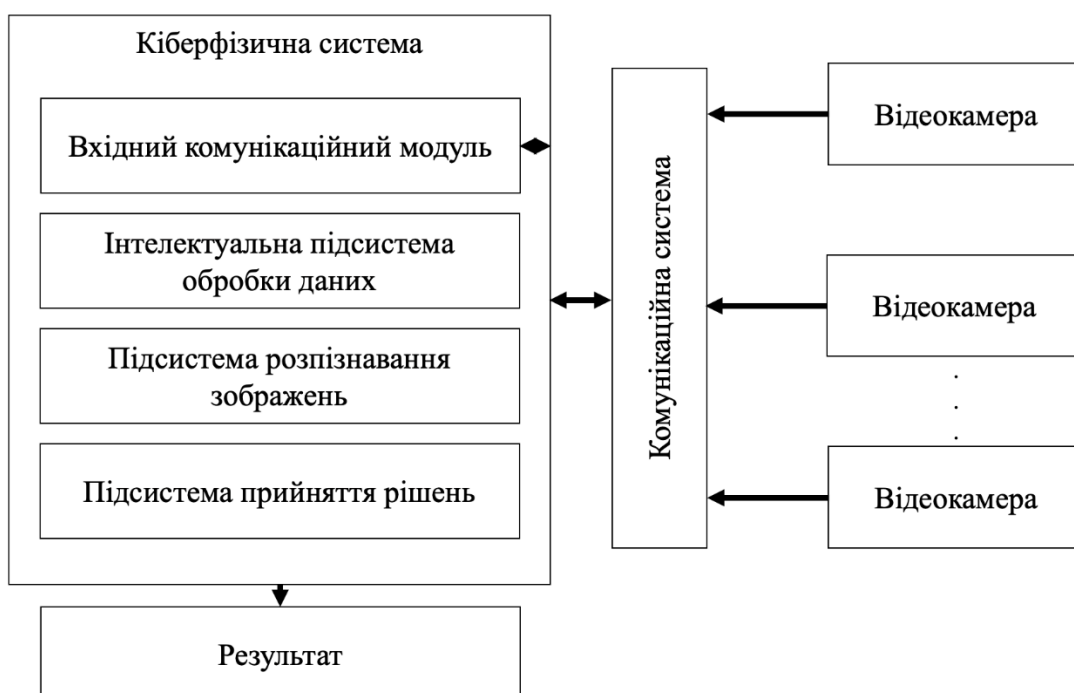 Кіберфізична система
Вхідний комунікаційний модуль
Інтелектуальна підсистема
обробки даних
Підсистема розпізнавання
зображень
Підсистема прийняття рішень
Результат
Комунікаційна система
Відеокамера
Відеокамера
.
.
.
Відеокамера